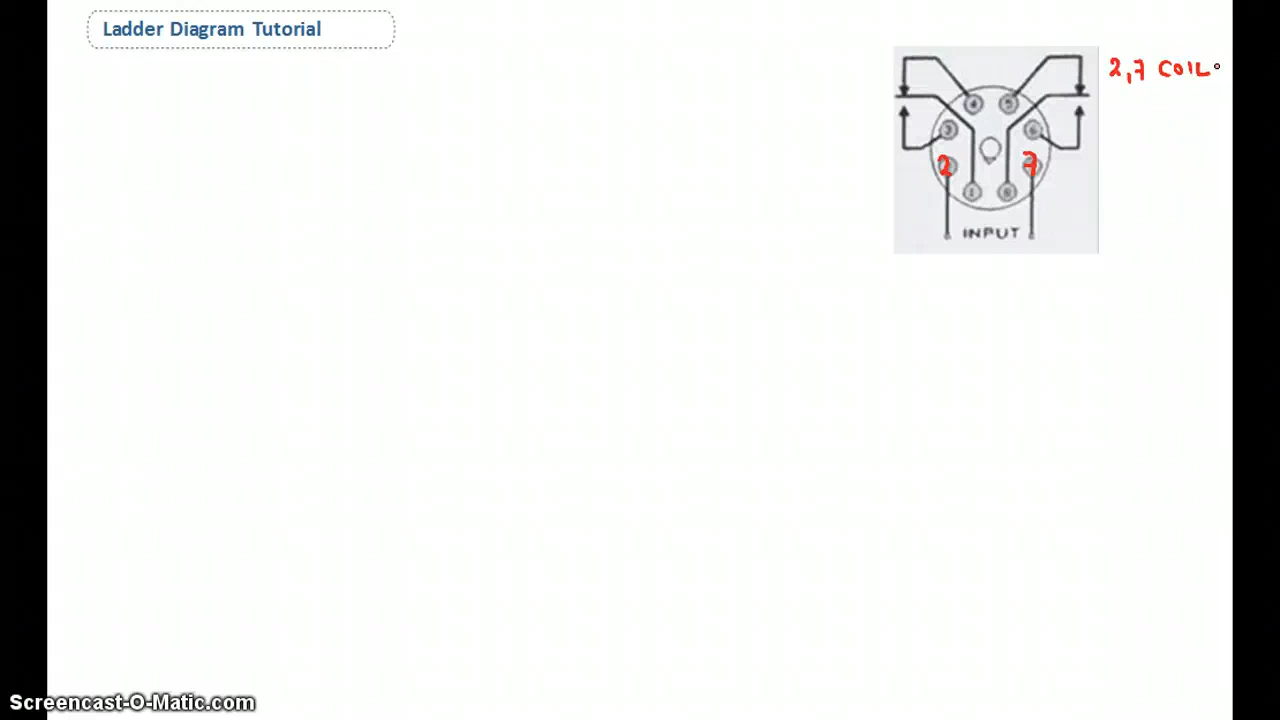 Ladder Diagram Tutorial
2,7 COIL
4 5
3 6
2 7
1 8
INPUT
Screencast-O-Matic.com